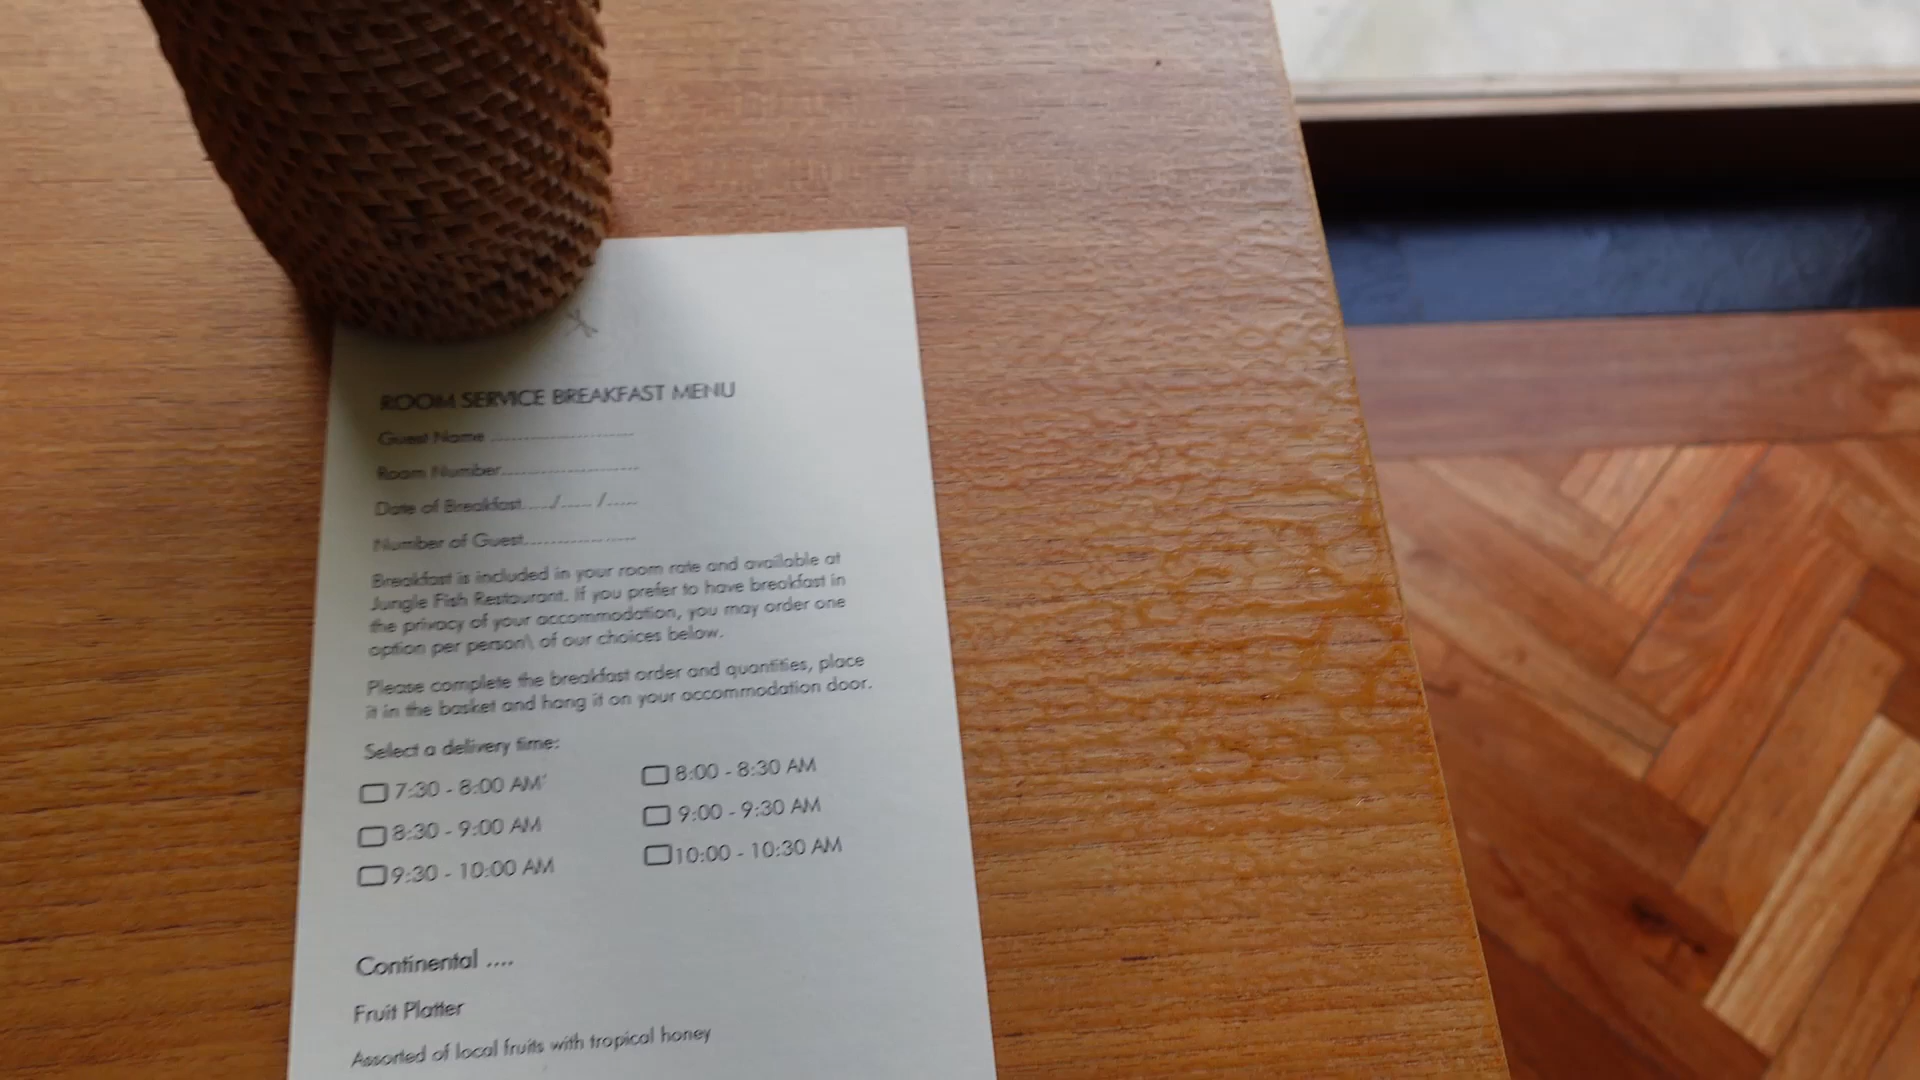 ROOM SERVICE BREAKFAST MENU
Guest Name ........................
Room Number.......................
Date of Breakfast...../...... /......
Number of Guest...................
Breakfast is included in your room rate and available at
Jungle Fish Restaurant. If you prefer to have breakfast in
the privacy of your accommodation, you may order one
option per person\ of our choices below.
Please complete the breakfast order and quantities, place
it in the basket and hang it on your accommodation door.
Select a delivery time:
7:30 - 8:00 AM'
8:00 - 8:30 AM
8:30 - 9:00 AM
9:00 - 9:30 AM
9:30 - 10:00 AM
10:00 - 10:30 AM
Continental ....
Fruit Platter
Assorted of local fruits with tropical honey